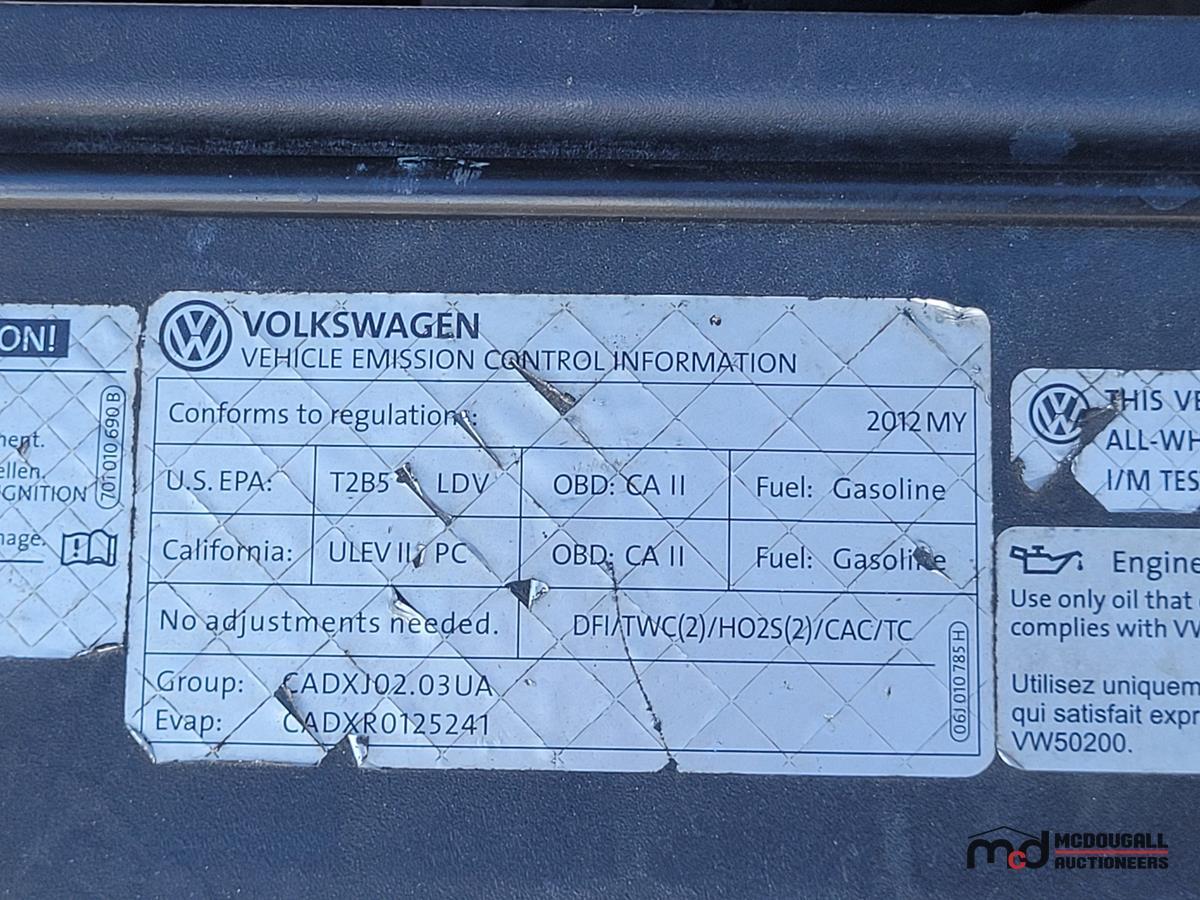 VOLKSWAGEN
VEHICLE EMISSION CONTROL INFORMATION
Conforms to regulations: 2012 MY
U.S. EPA: T2B5 LDV OBD: CA II Fuel: Gasoline
California: ULEV II PC OBD: CA II Fuel: Gasoline
No adjustments needed. DFI/TWC(2)/HO2S(2)/CAC/TC
Group: CADXJ02.03UA
Evap: CADXR0125241
06J 010 785 H
ON!
701 010 690 B
nent.
ellen.
GNITION
nage.
THIS VE
ALL-WH
I/M TES
Engine
Use only oil that
complies with VW
Utilisez uniquem
qui satisfait expr
VW50200.
mcd MCDOUGALL
AUCTIONEERS